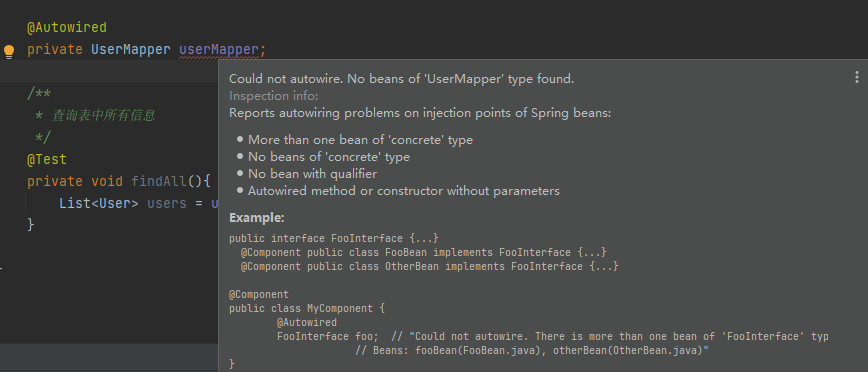 @Autowired
private UserMapper userMapper;
Could not autowire. No beans of 'UserMapper' type found.
Inspection info:
Reports autowiring problems on injection points of Spring beans:
• More than one bean of 'concrete' type
• No beans of 'concrete' type
• No bean with qualifier
• Autowired method or constructor without parameters
Example:
public interface FooInterface {...}
@Component public class FooBean implements FooInterface {...}
@Component public class OtherBean implements FooInterface {...}
@Component
public class MyComponent {
@Autowired
FooInterface foo;  // "Could not autowire. There is more than one bean of 'FooInterface' typ
// Beans: fooBean(FooBean.java), otherBean(OtherBean.java)"
}
/**
* 查询表中所有信息
*/
@Test
private void findAll(){
List<User> users = u
}